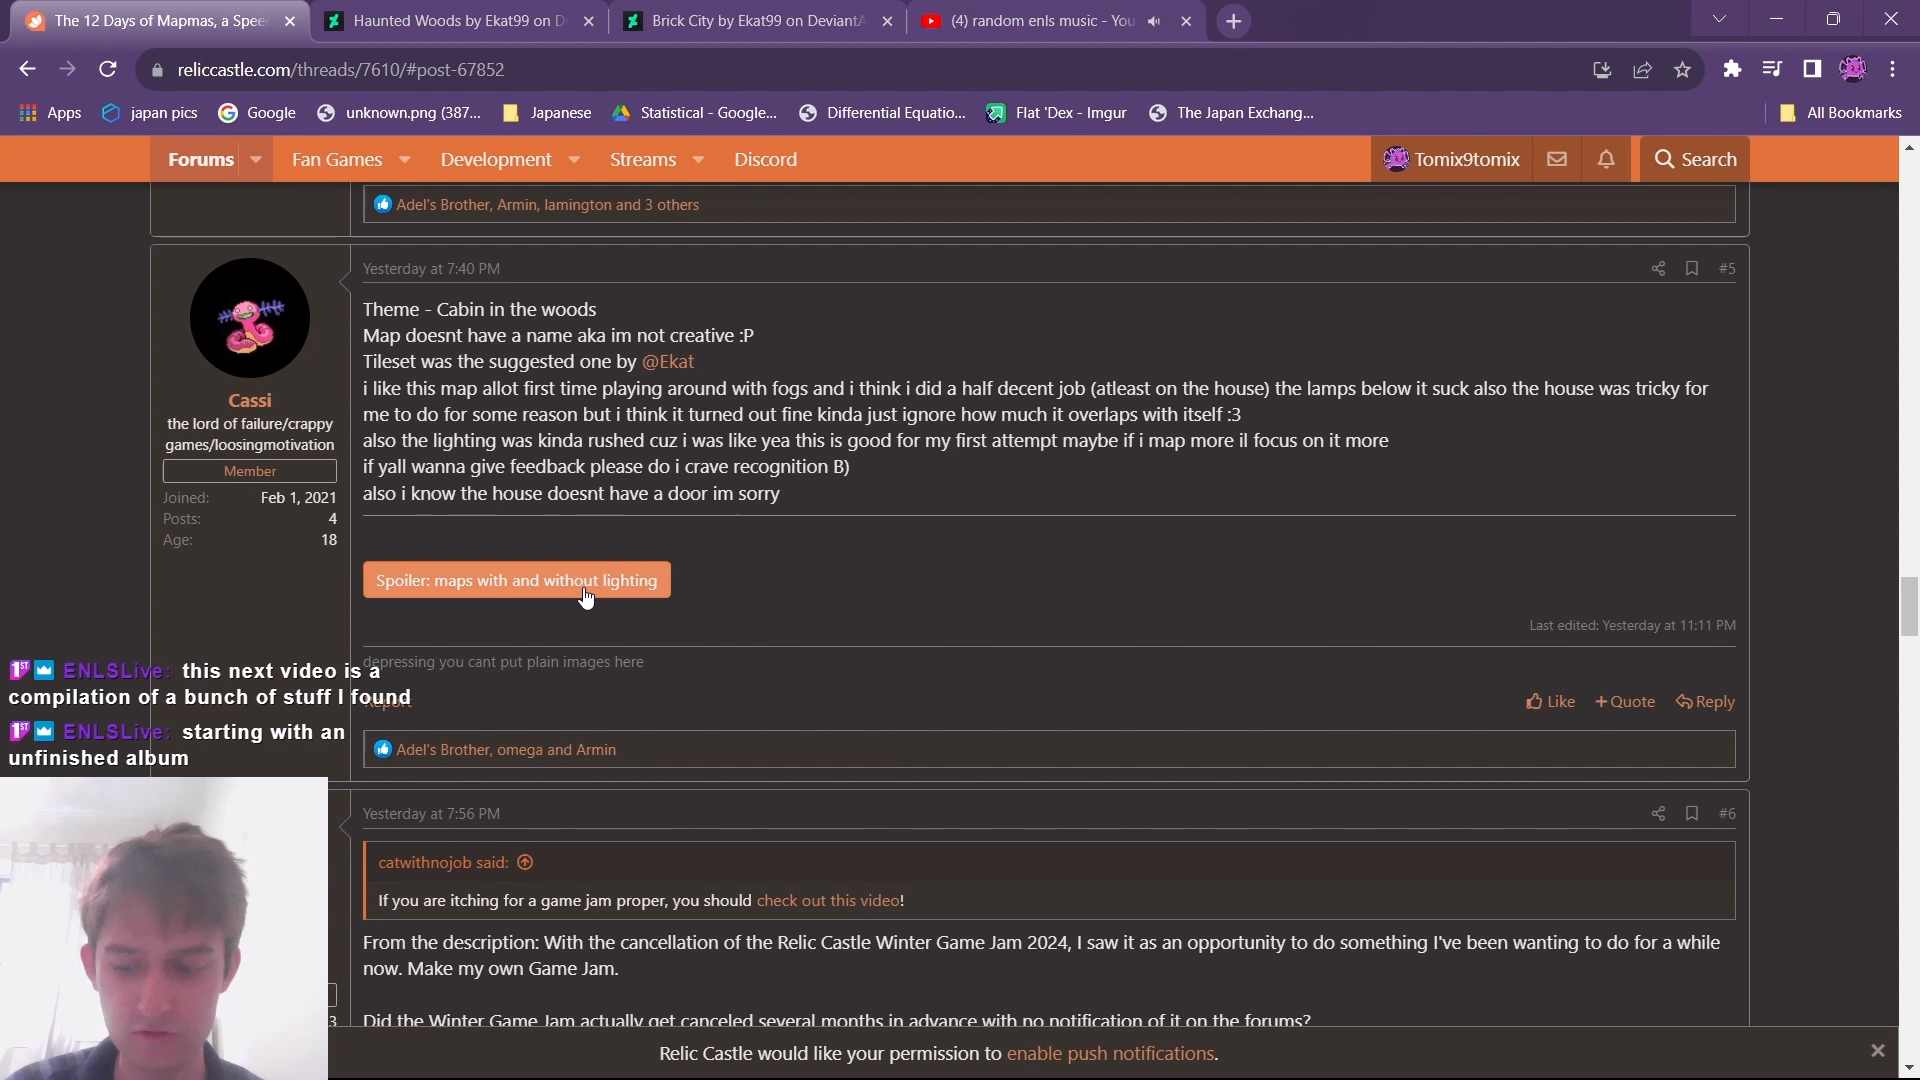 The 12 Days of Mapmas, a Spee
Haunted Woods by Ekat99 on D
Brick City by Ekat99 on DeviantA
(4) random enls music - You
reliccastle.com/threads/7610/#post-67852
Apps
japan pics
Google
unknown.png (387...
Japanese
Statistical - Google...
Differential Equatio...
Flat 'Dex - Imgur
The Japan Exchang...
All Bookmarks
Forums
Fan Games
Development
Streams
Discord
Tomix9tomix
Search
Adel's Brother, Armin, lamington and 3 others
Yesterday at 7:40 PM
#5
Theme - Cabin in the woods
Map doesnt have a name aka im not creative :P
Tileset was the suggested one by @Ekat
i like this map allot first time playing around with fogs and i think i did a half decent job (atleast on the house) the lamps below it suck also the house was tricky for
me to do for some reason but i think it turned out fine kinda just ignore how much it overlaps with itself :3
also the lighting was kinda rushed cuz i was like yea this is good for my first attempt maybe if i map more il focus on it more
if yall wanna give feedback please do i crave recognition B)
also i know the house doesnt have a door im sorry
Cassi
the lord of failure/crappy
games/loosingmotivation
Member
Joined: Feb 1, 2021
Posts: 4
Age: 18
Spoiler: maps with and without lighting
Last edited: Yesterday at 11:11 PM
depressing you cant put plain images here
Report
Like
+Quote
Reply
Adel's Brother, omega and Armin
1ST ENLSLive: this next video is a
compilation of a bunch of stuff I found
1ST ENLSLive: starting with an
unfinished album
Yesterday at 7:56 PM
#6
catwithnojob said:
If you are itching for a game jam proper, you should check out this video!
From the description: With the cancellation of the Relic Castle Winter Game Jam 2024, I saw it as an opportunity to do something I've been wanting to do for a while
now. Make my own Game Jam.
3
Did the Winter Game Jam actually get canceled several months in advance with no notification of it on the forums?
Relic Castle would like your permission to enable push notifications.